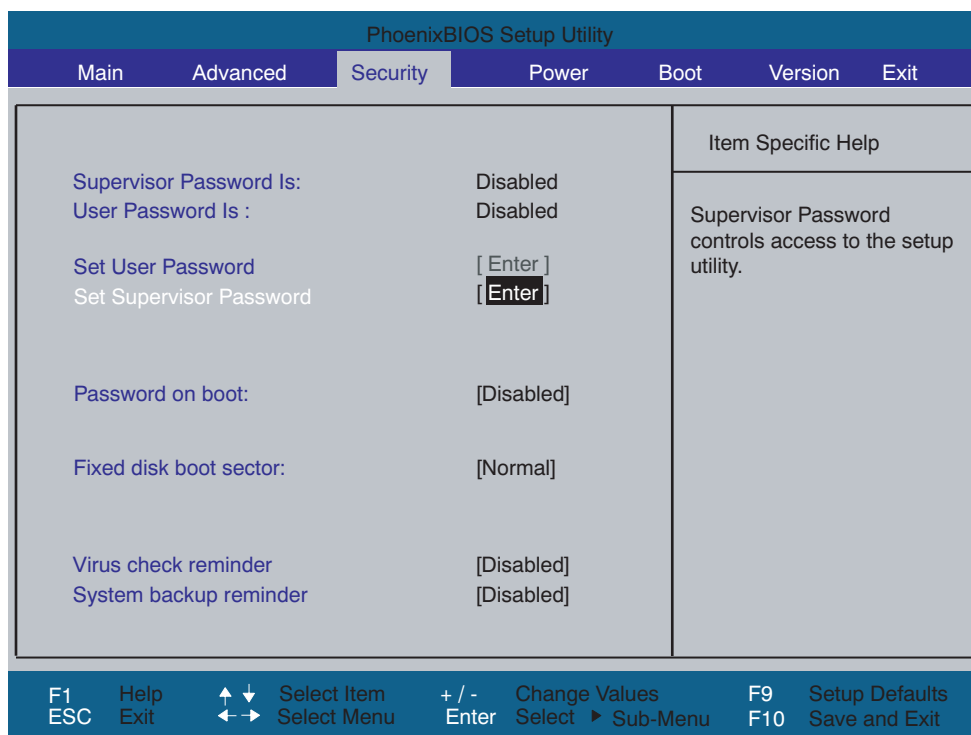 PhoenixBIOS Setup Utility
Main Advanced Security Power Boot Version Exit
Item Specific Help
Supervisor Password Is: Disabled
User Password Is : Disabled
Supervisor Password
controls access to the setup
utility.
Set User Password [ Enter ]
Set Supervisor Password [ Enter ]
Password on boot: [Disabled]
Fixed disk boot sector: [Normal]
Virus check reminder [Disabled]
System backup reminder [Disabled]
F1 Help Select Item + / - Change Values F9 Setup Defaults
ESC Exit Select Menu Enter Select Sub-Menu F10 Save and Exit